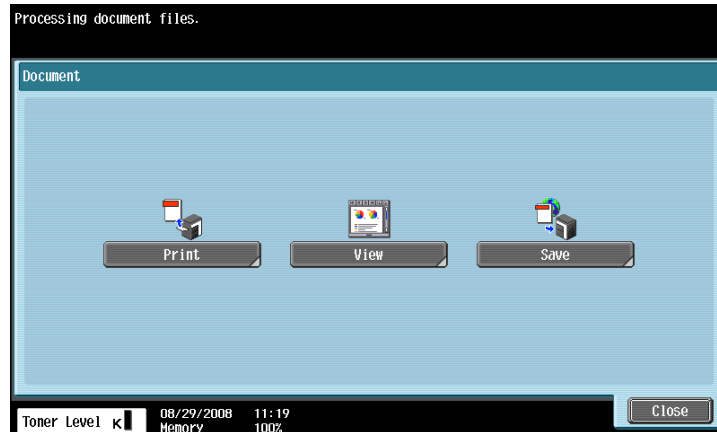 Processing document files.
Document
Print
View
Save
Close
Toner Level K
08/29/2008 11:19
Memory 100%